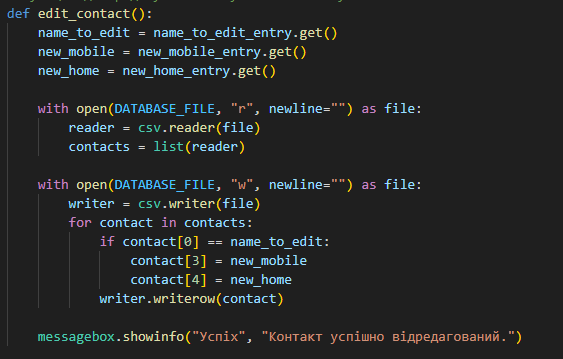 def edit_contact():
    name_to_edit = name_to_edit_entry.get()
    new_mobile = new_mobile_entry.get()
    new_home = new_home_entry.get()

    with open(DATABASE_FILE, "r", newline="") as file:
        reader = csv.reader(file)
        contacts = list(reader)

    with open(DATABASE_FILE, "w", newline="") as file:
        writer = csv.writer(file)
        for contact in contacts:
            if contact[0] == name_to_edit:
                contact[3] = new_mobile
                contact[4] = new_home
            writer.writerow(contact)

    messagebox.showinfo("Успіх", "Контакт успішно відредагований.")